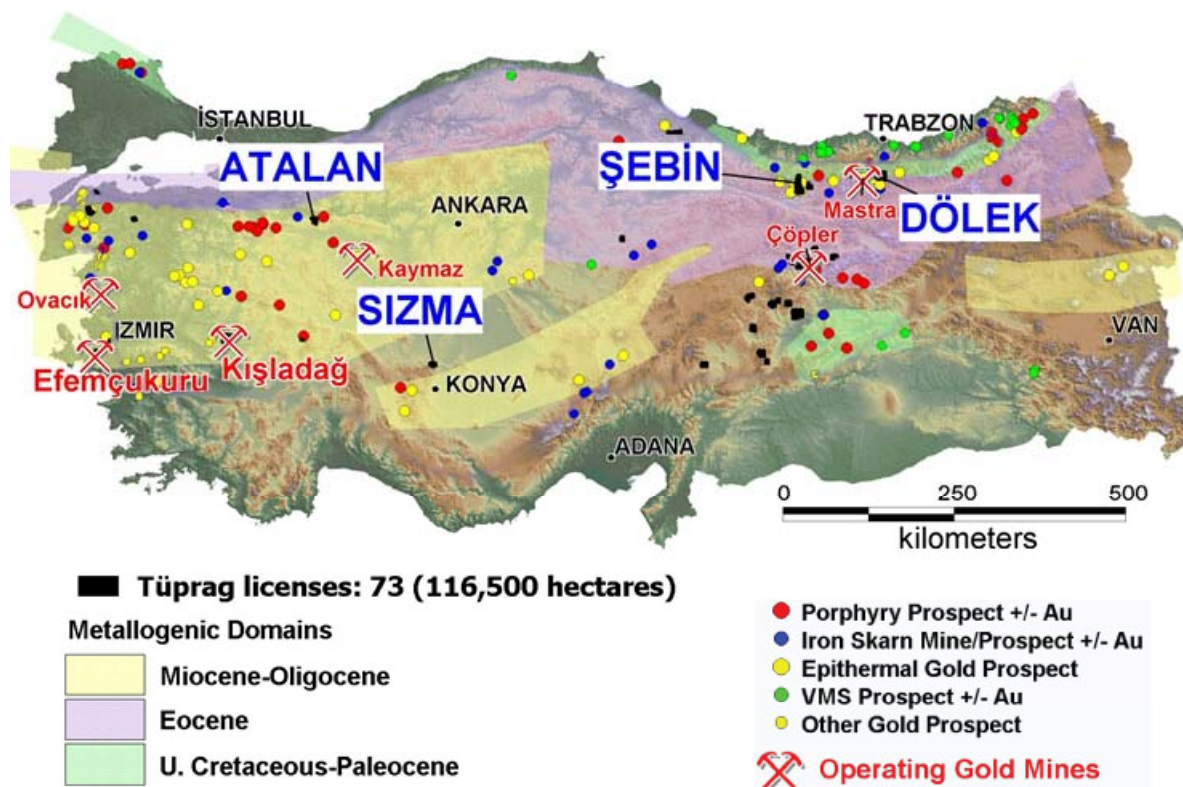 İSTANBUL
TRABZON
ATALAN
ŞEBİN
ANKARA
Mastra
DÖLEK
Çöpler
Kaymaz
Ovacık
SIZMA
IZMIR
VAN
Efemçukuru
Kışladağ
KONYA
ADANA
0 250 500
kilometers
Tüprag licenses: 73 (116,500 hectares)
Metallogenic Domains
Miocene-Oligocene
Eocene
U. Cretaceous-Paleocene
Porphyry Prospect +/- Au
Iron Skarn Mine/Prospect +/- Au
Epithermal Gold Prospect
VMS Prospect +/- Au
Other Gold Prospect
Operating Gold Mines